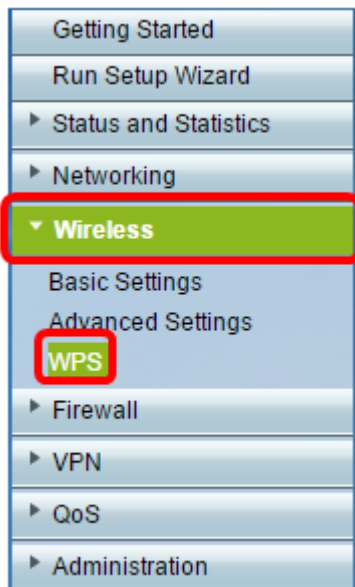 Getting Started
Run Setup Wizard
Status and Statistics
Networking
Wireless
Basic Settings
Advanced Settings
WPS
Firewall
VPN
QoS
Administration